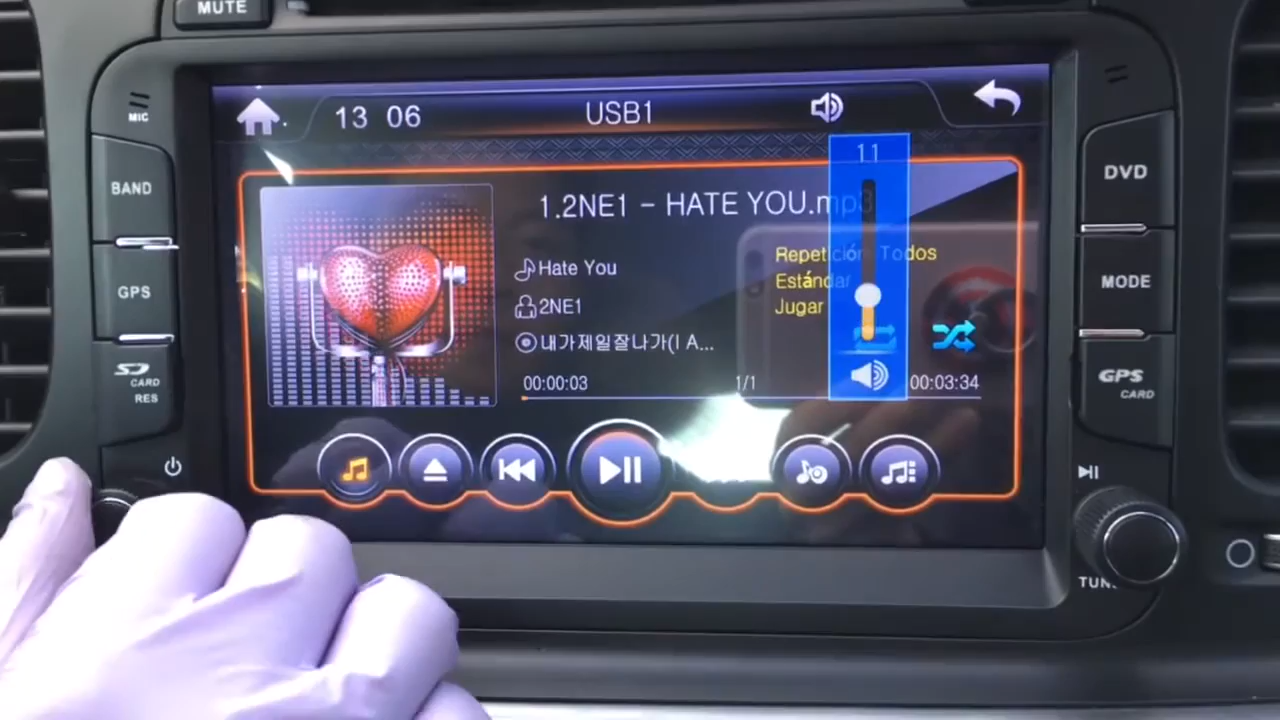 MUTE
MIC
BAND
GPS
SD CARD
RES
13 06
USB1
11
1.2NE1 - HATE YOU.mp3
Hate You
2NE1
내가제일잘나가(I A...
Repetición Todos
Estándar
Jugar
00:00:03
1/1
00:03:34
DVD
MODE
GPS CARD
TUNE